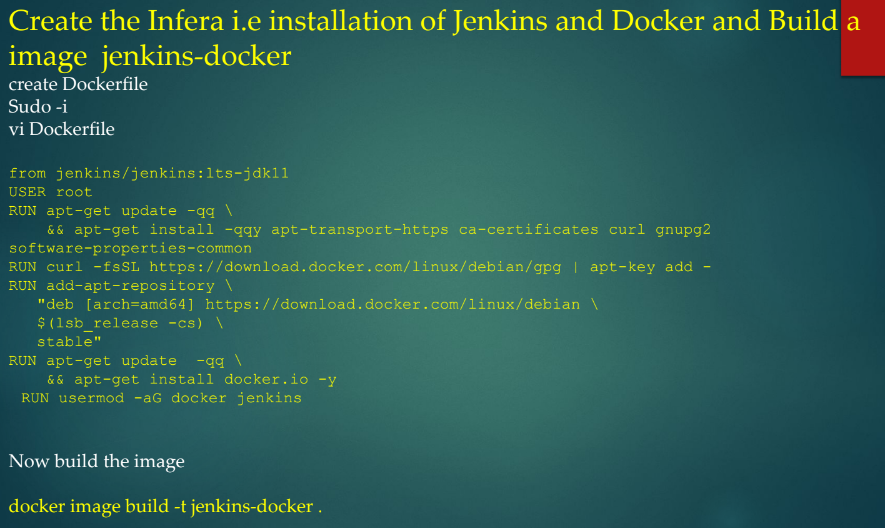 Create the Infera i.e installation of Jenkins and Docker and Build a
image  jenkins-docker
create Dockerfile
Sudo -i
vi Dockerfile
from jenkins/jenkins:lts-jdk11
USER root
RUN apt-get update -qq \
    && apt-get install -qqy apt-transport-https ca-certificates curl gnupg2
software-properties-common
RUN curl -fsSL https://download.docker.com/linux/debian/gpg | apt-key add -
RUN add-apt-repository \
   "deb [arch=amd64] https://download.docker.com/linux/debian \
   $(lsb_release -cs) \
   stable"
RUN apt-get update  -qq \
    && apt-get install docker.io -y
 RUN usermod -aG docker jenkins
Now build the image
docker image build -t jenkins-docker .